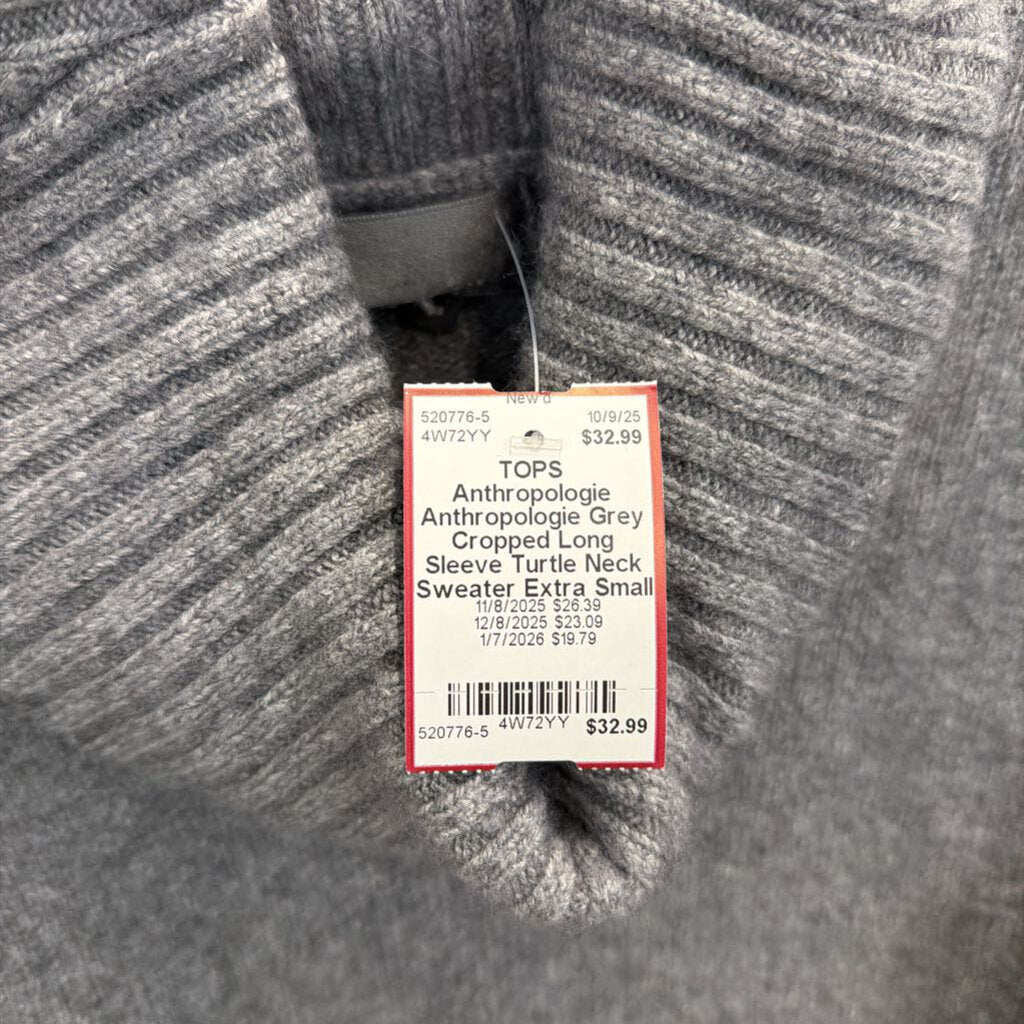 New'd
520776-5 10/9/25
4W72YY $32.99
TOPS
Anthropologie
Anthropologie Grey
Cropped Long
Sleeve Turtle Neck
Sweater Extra Small
11/8/2025 $26.39
12/8/2025 $23.09
1/7/2026 $19.79
520776-5 4W72YY $32.99